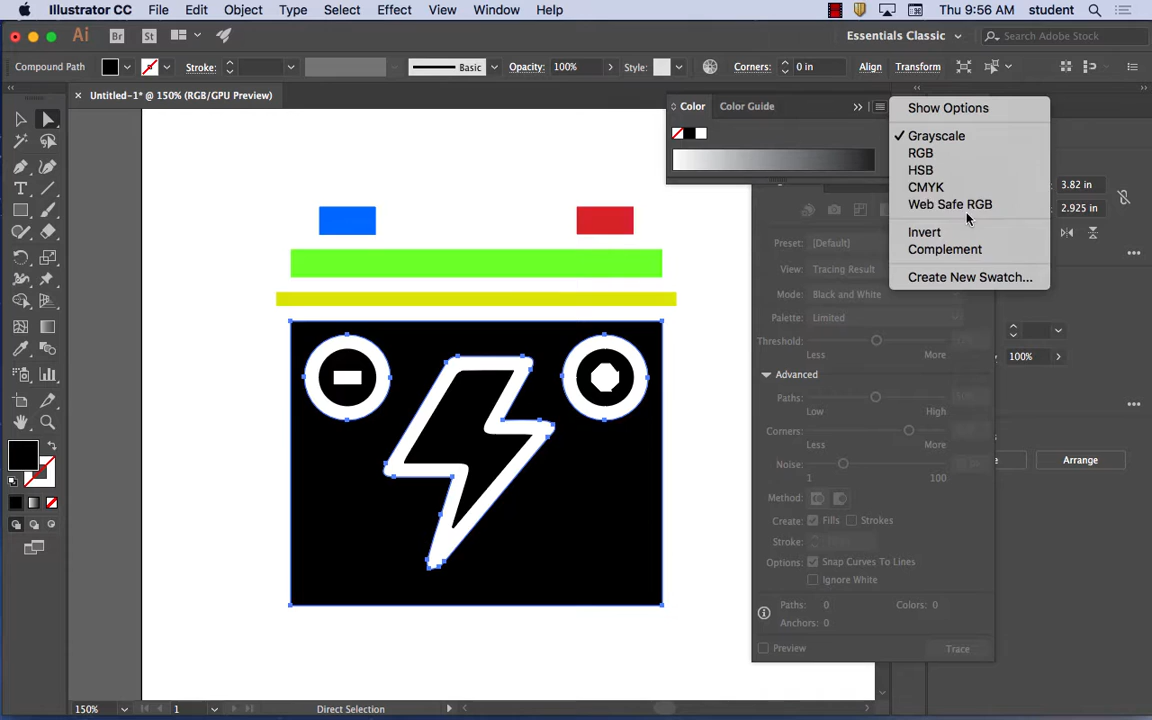 Illustrator CC File Edit Object Type Select Effect View Window Help Thu 9:56 AM student
Ai Br St Essentials Classic Search Adobe Stock
Compound Path Stroke: Basic Opacity: 100% Style: Corners: 0 in Align Transform
× Untitled-1* @ 150% (RGB/GPU Preview)
Color Color Guide
Show Options
Grayscale
RGB
HSB
CMYK
Web Safe RGB
Invert
Complement
Create New Swatch...
3.82 in
2.925 in
Preset: [Default]
View: Tracing Result
Mode: Black and White
Palette: Limited
Threshold:
Less More
100%
Advanced
Paths:
Low High
Corners:
Less More
Arrange
Noise:
1 100
Method:
Create: Fills Strokes
Stroke:
Options: Snap Curves To Lines
Ignore White
Paths: 0 Colors: 0
Anchors: 0
Preview Trace
150% 1 Direct Selection